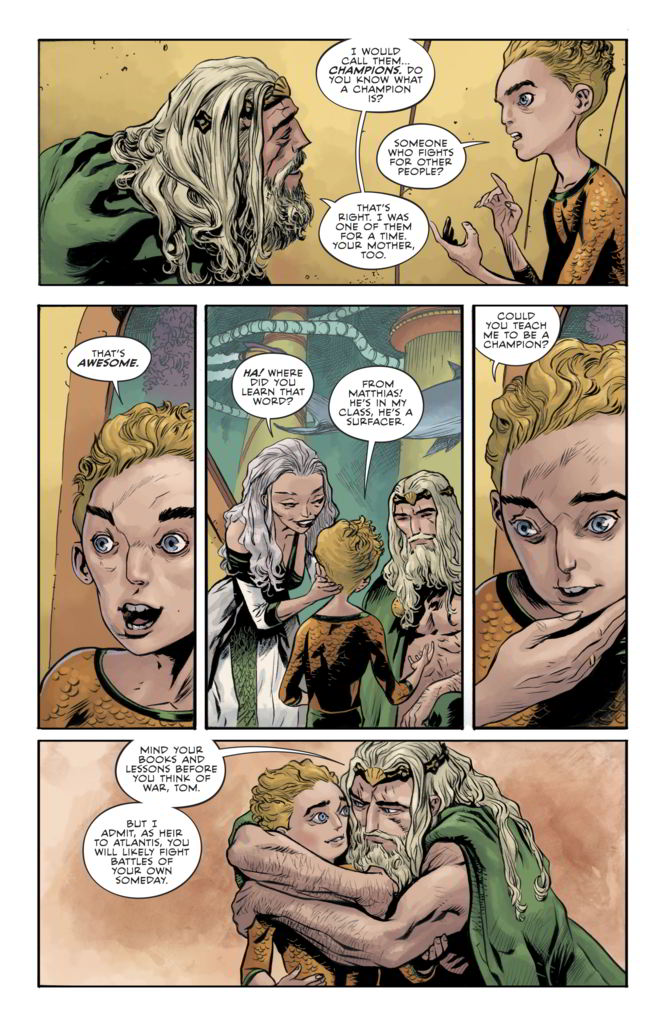 I WOULD
CALL THEM...
CHAMPIONS. DO
YOU KNOW WHAT
A CHAMPION
IS?
SOMEONE
WHO FIGHTS
FOR OTHER
PEOPLE?
THAT'S
RIGHT. I WAS
ONE OF THEM
FOR A TIME.
YOUR MOTHER,
TOO.
THAT'S
AWESOME.
HA! WHERE
DID YOU
LEARN THAT
WORD?
FROM
MATTHIAS!
HE'S IN MY
CLASS, HE'S A
SURFACER.
COULD
YOU TEACH
ME TO BE A
CHAMPION?
MIND YOUR
BOOKS AND
LESSONS BEFORE
YOU THINK OF
WAR, TOM.
BUT I
ADMIT, AS HEIR
TO ATLANTIS, YOU
WILL LIKELY FIGHT
BATTLES OF
YOUR OWN
SOMEDAY.